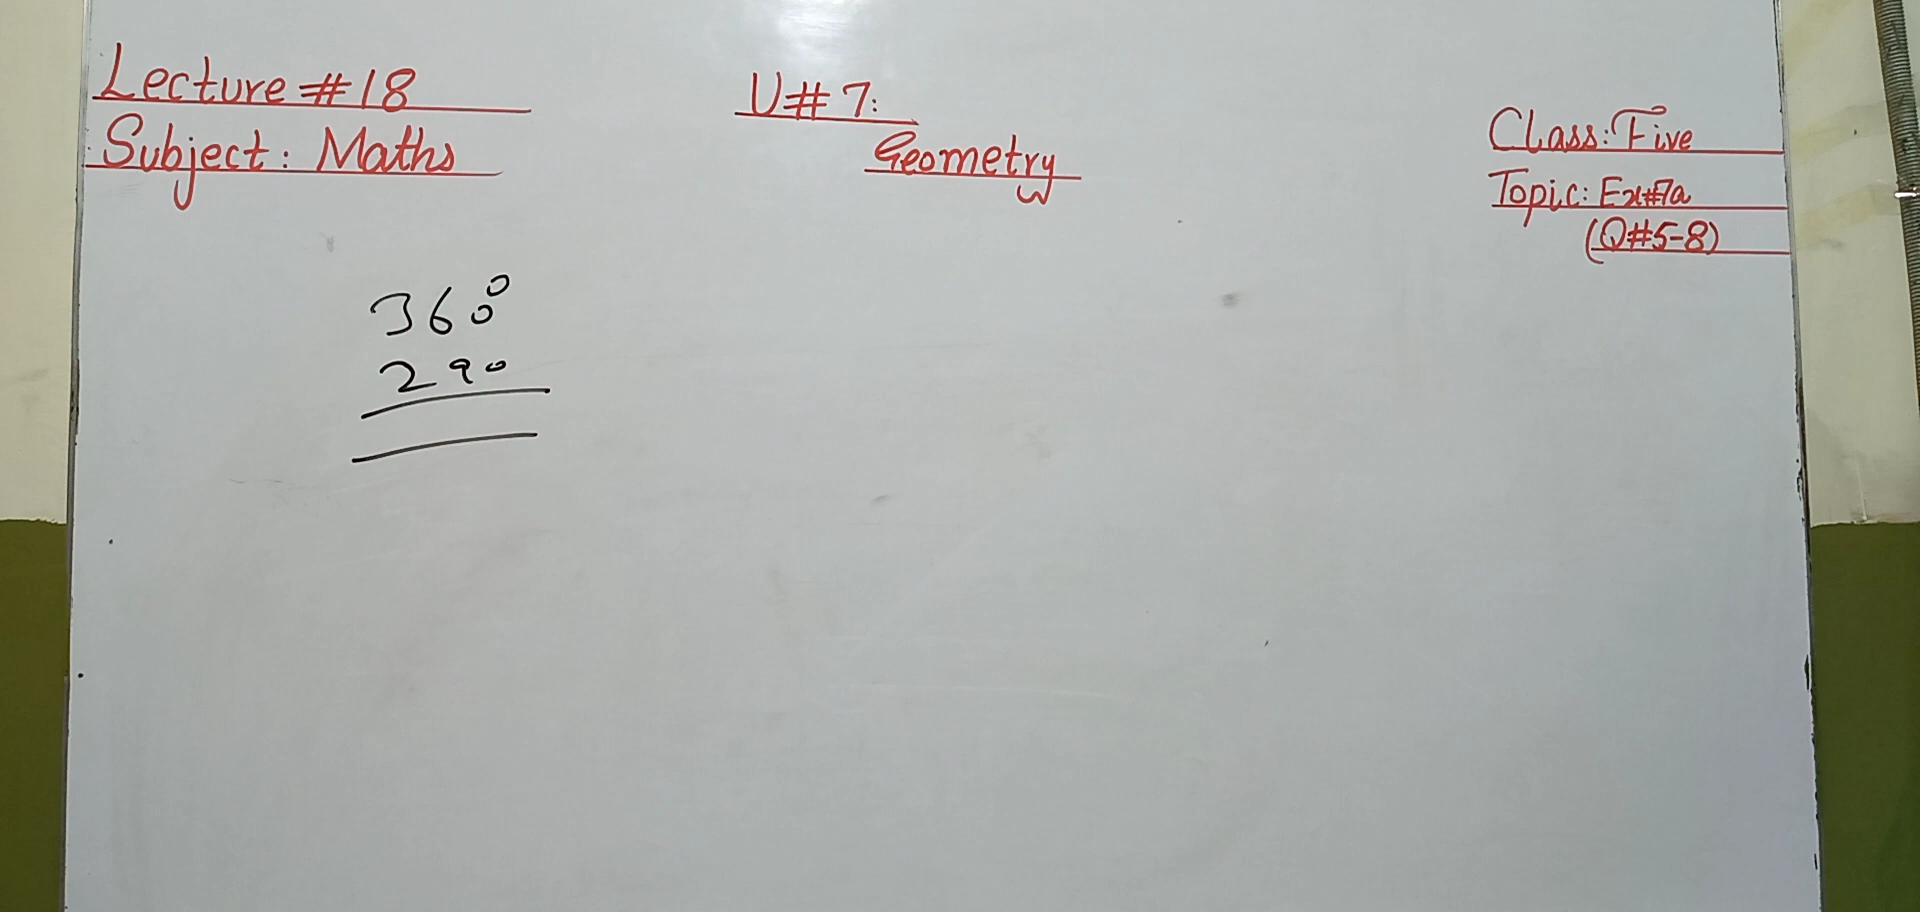 Lecture # 18
Subject: Maths
U# 7:
Geometry
Class: Five
Topic: Ex#7a
(Q#5-8)
360°
290